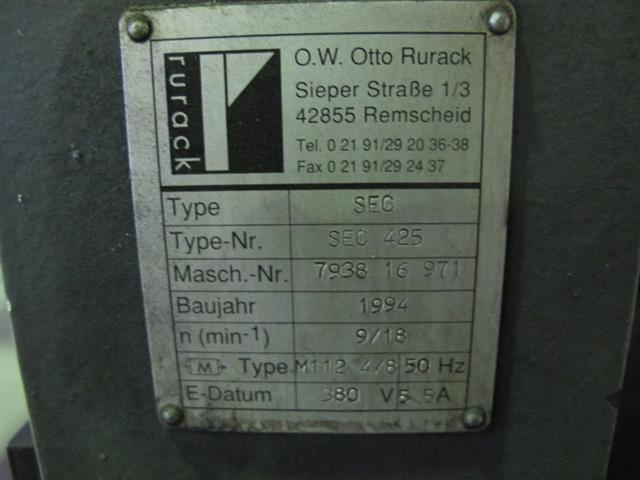 rurack
O.W. Otto Rurack
Sieper Straße 1/3
42855 Remscheid
Tel. 0 21 91/29 20 36-38
Fax 0 21 91/29 24 37
Type SEC
Type-Nr. SEC 425
Masch.-Nr. 7938 16 971
Baujahr 1994
n (min-1) 9/18
M Type M112 4/8 50 Hz
E-Datum 380 V 5.5A